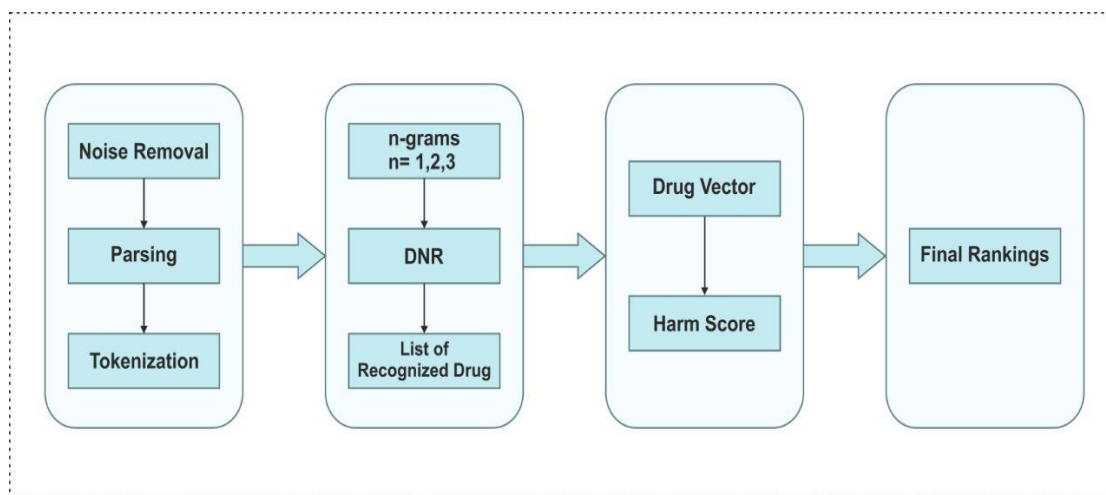 Noise Removal
Parsing
Tokenization
n-grams
n= 1,2,3
DNR
List of
Recognized Drug
Drug Vector
Harm Score
Final Rankings